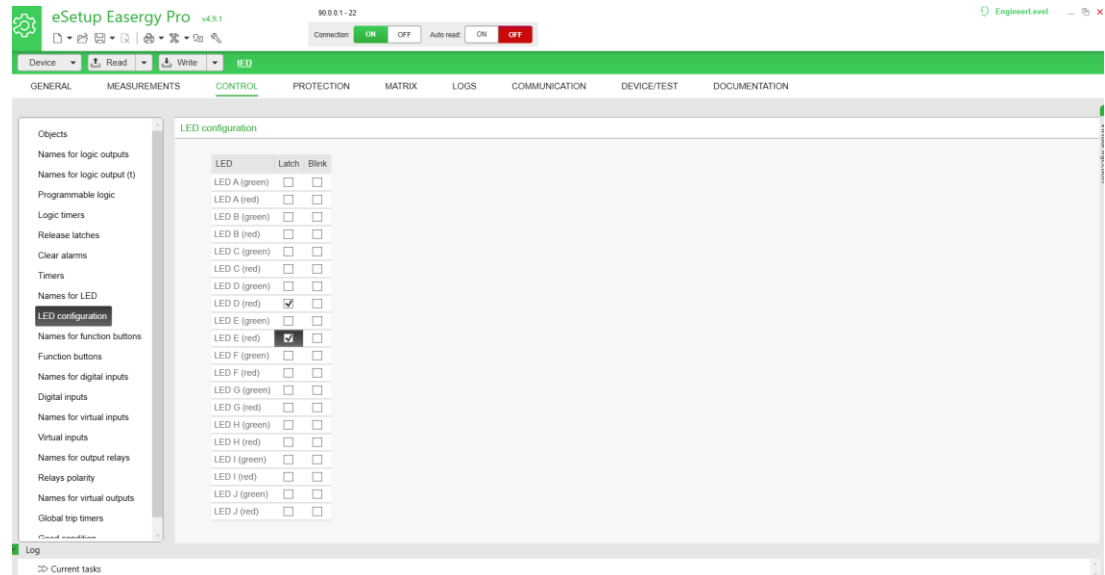 eSetup Easergy Pro v4.9.1
90.0.0.1 - 22
EngineerLevel
Connection: ON OFF Auto read: ON OFF
Device Read Write IED
GENERAL MEASUREMENTS CONTROL PROTECTION MATRIX LOGS COMMUNICATION DEVICE/TEST DOCUMENTATION
Objects
Names for logic outputs
Names for logic output (t)
Programmable logic
Logic timers
Release latches
Clear alarms
Timers
Names for LED
LED configuration
Names for function buttons
Function buttons
Names for digital inputs
Digital inputs
Names for virtual inputs
Virtual inputs
Names for output relays
Relays polarity
Names for virtual outputs
Global trip timers
LED configuration
LED Latch Blink
LED A (green)
LED A (red)
LED B (green)
LED B (red)
LED C (green)
LED C (red)
LED D (green)
LED D (red)
LED E (green)
LED E (red)
LED F (green)
LED F (red)
LED G (green)
LED G (red)
LED H (green)
LED H (red)
LED I (green)
LED I (red)
LED J (green)
LED J (red)
Log
Current tasks